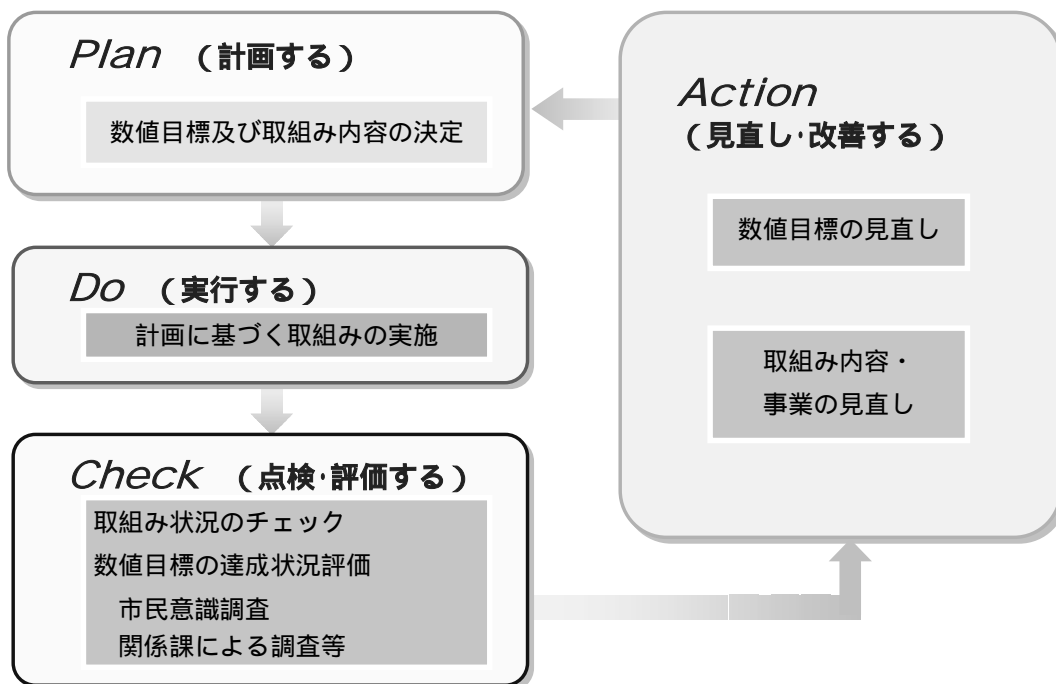 Plan （計画する）
数値目標及び取組み内容の決定
Do （実行する）
計画に基づく取組みの実施
Check （点検・評価する）
取組み状況のチェック
数値目標の達成状況評価
市民意識調査
関係課による調査等
Action
（見直し・改善する）
数値目標の見直し
取組み内容・
事業の見直し